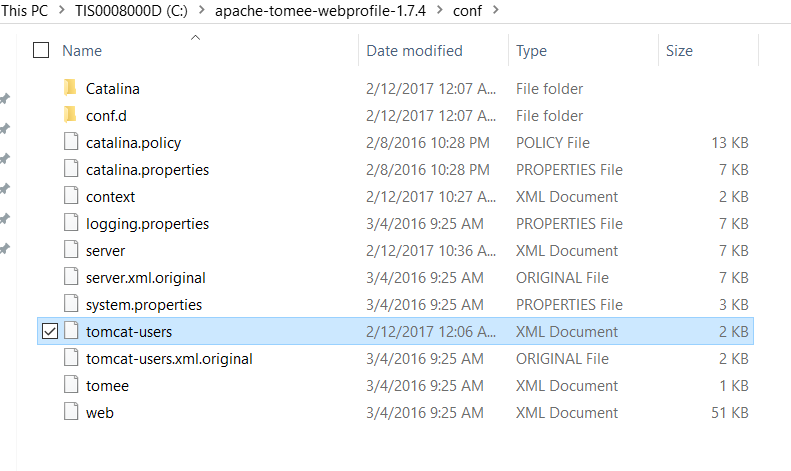 This PC > TIS0008000D (C:) > apache-tomee-webprofile-1.7.4 > conf >
Name Date modified Type Size
Catalina 2/12/2017 12:07 A... File folder
conf.d 2/12/2017 12:07 A... File folder
catalina.policy 2/8/2016 10:28 PM POLICY File 13 KB
catalina.properties 2/8/2016 10:28 PM PROPERTIES File 7 KB
context 2/12/2017 10:27 A... XML Document 2 KB
logging.properties 3/4/2016 9:25 AM PROPERTIES File 7 KB
server 2/12/2017 10:36 A... XML Document 7 KB
server.xml.original 3/4/2016 9:25 AM ORIGINAL File 7 KB
system.properties 3/4/2016 9:25 AM PROPERTIES File 3 KB
tomcat-users 2/12/2017 12:06 A... XML Document 2 KB
tomcat-users.xml.original 3/4/2016 9:25 AM ORIGINAL File 2 KB
tomee 3/4/2016 9:25 AM XML Document 1 KB
web 3/4/2016 9:25 AM XML Document 51 KB